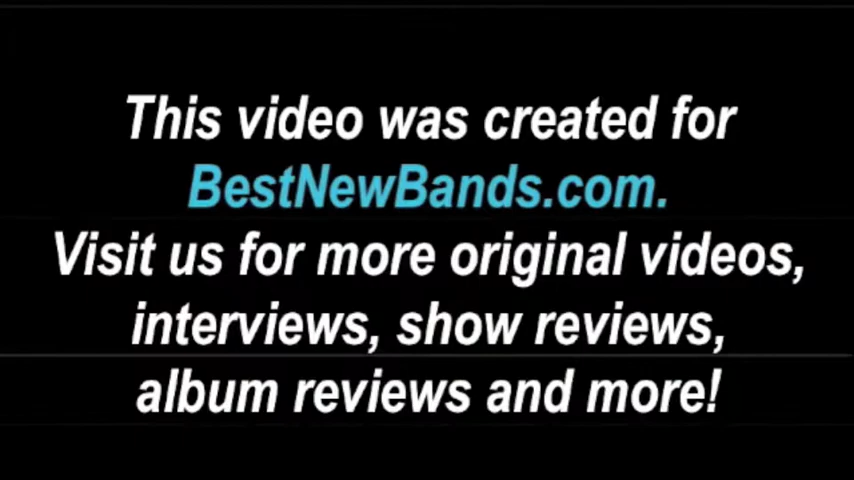 This video was created for
BestNewBands.com.
Visit us for more original videos,
interviews, show reviews,
album reviews and more!